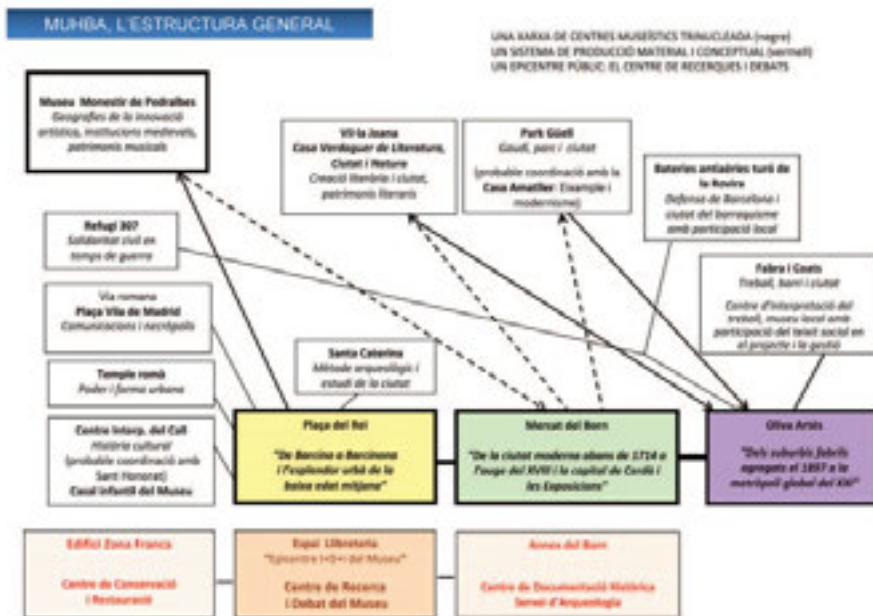 MUHBA, L'ESTRUCTURA GENERAL
UNA XARXA DE CENTRES MUSEÍSTICS TRINUCLEADA (negre)
UN SISTEMA DE PRODUCCIÓ MATERIAL I CONCEPTUAL (vermell)
UN EPICENTRE PÚBLIC: EL CENTRE DE RECERQUES I DEBATS
Museu Monestir de Pedralbes
Geografies de la innovació
artística, institucions medievals,
patrimonis musicals
Vil·la Joana
Casa Verdaguer de Literatura,
Ciutat i Natura
Creació literària i ciutat,
patrimonis literaris
Park Güell
Gaudí, parc i ciutat
(probable coordinació amb la
Casa Amatller: Eixample i
modernisme)
Bateries antiaèries turó de
la Rovira
Defensa de Barcelona i
ciutat del barraquisme
amb participació local
Refugi 307
Solidaritat civil en
temps de guerra
Fabra i Coats
Treball, barri i ciutat
Centre d'interpretació del
treball, museu local amb
participació del teixit social en
el projecte i la gestió
Via romana
Plaça Vila de Madrid
Comunicacions i necròpolis
Santa Caterina
Mètode arqueològic i
estudi de la ciutat
Temple romà
Poder i forma urbana
Centre Interp. del Call
Història cultural
(probable coordinació amb
Sant Honorat)
Casal infantil del Museu
Plaça del Rei
"De Barcino a Barcinona
i l'esplendor urbà de la
baixa edat mitjana"
Mercat del Born
"De la ciutat moderna abans de 1714 a
l'auge del XVIII i la capital de Cerdà i
les Exposicions"
Oliva Artés
"Dels suburbis fabrils
agregats el 1897 a la
metròpoli global del XXI"
Edifici Zona Franca
Centre de Conservació
i Restauració
Espai Llibreteria
"Epicentre I+D+i del Museu"
Centre de Recerca
i Debat del Museu
Annex del Born
Centre de Documentació Històrica
Servei d'Arqueologia